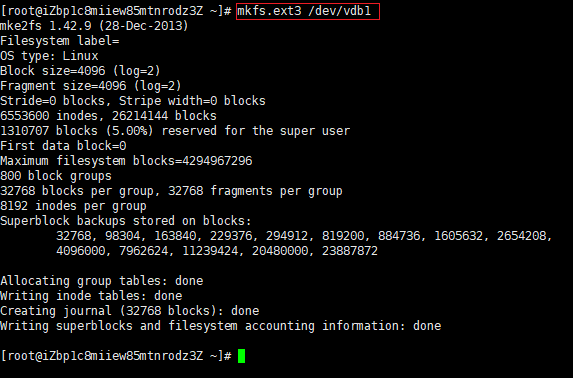 [root@iZbp1c8miiew85mtnrodz3Z ~]# mkfs.ext3 /dev/vdb1
mke2fs 1.42.9 (28-Dec-2013)
Filesystem label=
OS type: Linux
Block size=4096 (log=2)
Fragment size=4096 (log=2)
Stride=0 blocks, Stripe width=0 blocks
6553600 inodes, 26214144 blocks
1310707 blocks (5.00%) reserved for the super user
First data block=0
Maximum filesystem blocks=4294967296
800 block groups
32768 blocks per group, 32768 fragments per group
8192 inodes per group
Superblock backups stored on blocks:
32768, 98304, 163840, 229376, 294912, 819200, 884736, 1605632, 2654208,
4096000, 7962624, 11239424, 20480000, 23887872
Allocating group tables: done
Writing inode tables: done
Creating journal (32768 blocks): done
Writing superblocks and filesystem accounting information: done
[root@iZbp1c8miiew85mtnrodz3Z ~]#